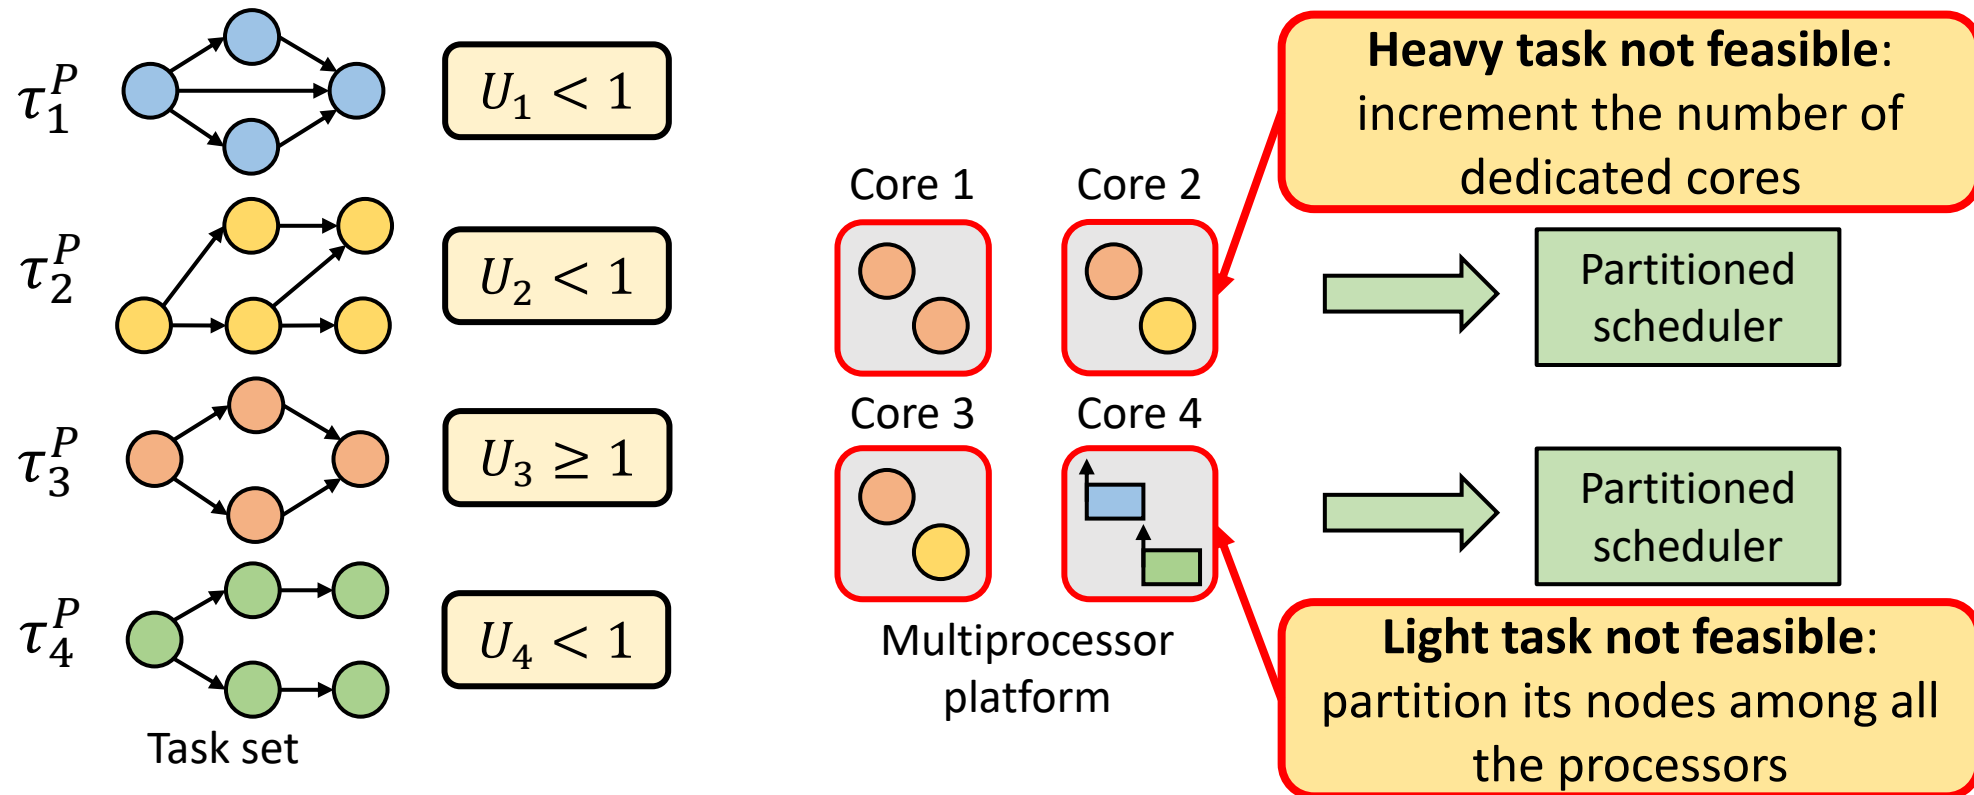 τ₁ᴾ
U₁ < 1
τ₂ᴾ
U₂ < 1
τ₃ᴾ
U₃ ≥ 1
τ₄ᴾ
U₄ < 1
Task set
Core 1
Core 2
Core 3
Core 4
Multiprocessor
platform
Heavy task not feasible:
increment the number of
dedicated cores
Partitioned
scheduler
Partitioned
scheduler
Light task not feasible:
partition its nodes among all
the processors